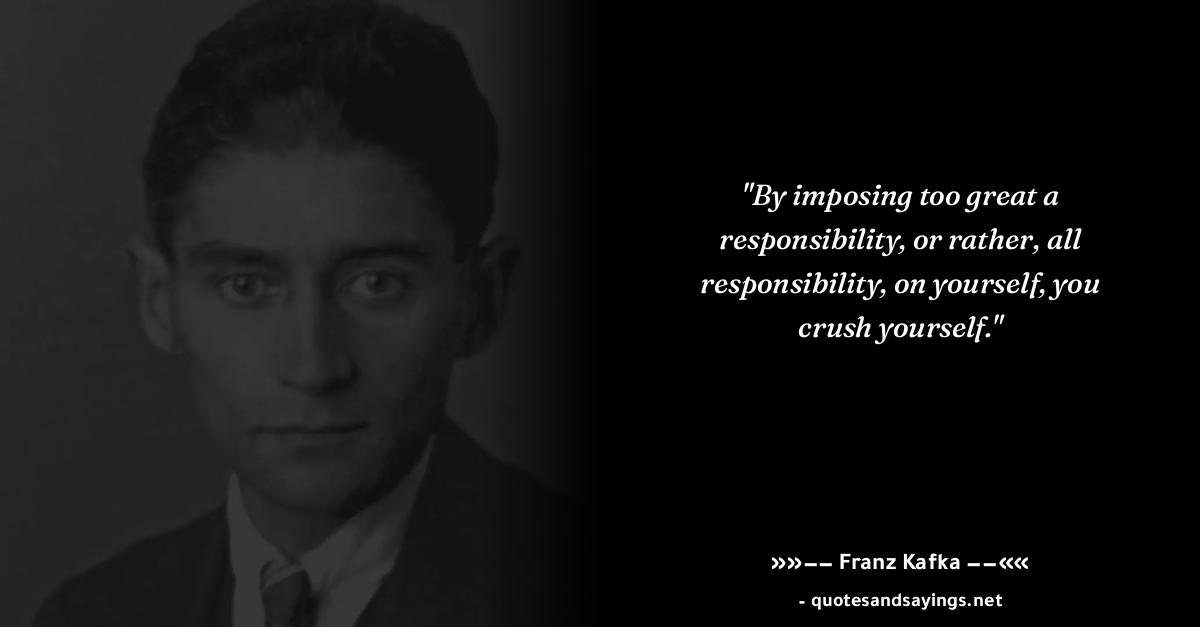 "By imposing too great a
responsibility, or rather, all
responsibility, on yourself, you
crush yourself."
»»—— Franz Kafka ——««
- quotesandsayings.net